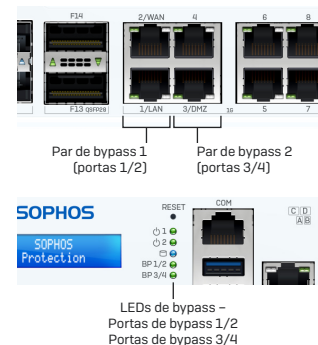 F14 2/WAN 4 6 8
F13 QSFP28 1/LAN 3/DMZ 1G 5 7
Par de bypass 1
(portas 1/2)
Par de bypass 2
(portas 3/4)
SOPHOS
RESET
COM
C D
A B
1
2
SOPHOS
Protection
BP 1/2
BP 3/4
LEDs de bypass –
Portas de bypass 1/2
Portas de bypass 3/4